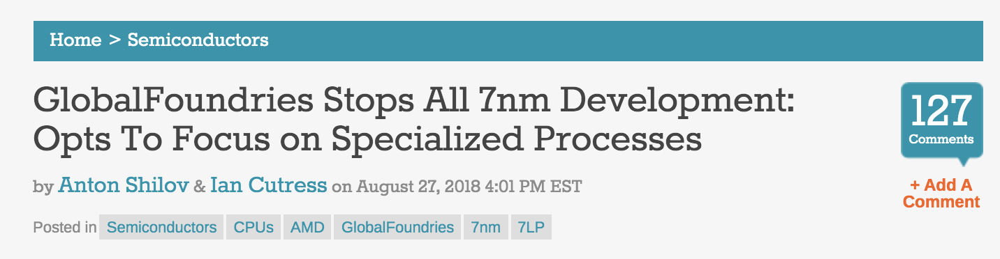 Home > Semiconductors
GlobalFoundries Stops All 7nm Development:
Opts To Focus on Specialized Processes
127
Comments
by Anton Shilov & Ian Cutress on August 27, 2018 4:01 PM EST
+ Add A
Comment
Posted in Semiconductors CPUs AMD GlobalFoundries 7nm 7LP